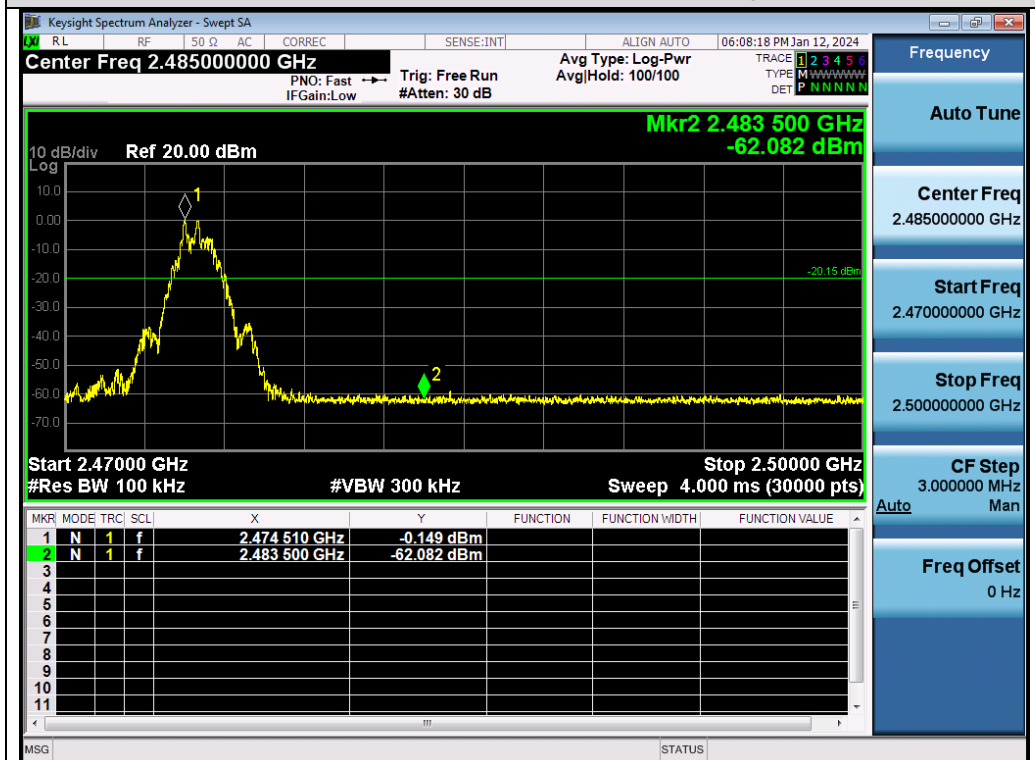 Keysight Spectrum Analyzer - Swept SA
LXI RL RF 50 Ω AC CORREC SENSE:INT ALIGN AUTO 06:08:18 PM Jan 12, 2024
Center Freq 2.485000000 GHz
PNO: Fast
IFGain:Low
Trig: Free Run
#Atten: 30 dB
Avg Type: Log-Pwr
Avg|Hold: 100/100
TRACE 1 2 3 4 5 6
TYPE M WWWWW
DET P N N N N N
Mkr2 2.483 500 GHz
-62.082 dBm
10 dB/div Ref 20.00 dBm
Log
10.0
0.00
-10.0
-20.0
-30.0
-40.0
-50.0
-60.0
-70.0
1
-20.15 dBm
2
Start 2.47000 GHz Stop 2.50000 GHz
#Res BW 100 kHz #VBW 300 kHz Sweep 4.000 ms (30000 pts)
MKR MODE TRC SCL X Y FUNCTION FUNCTION WIDTH FUNCTION VALUE
1 N 1 f 2.474 510 GHz -0.149 dBm
2 N 1 f 2.483 500 GHz -62.082 dBm
3
4
5
6
7
8
9
10
11
MSG STATUS
Frequency
Auto Tune
Center Freq
2.485000000 GHz
Start Freq
2.470000000 GHz
Stop Freq
2.500000000 GHz
CF Step
3.000000 MHz
Auto Man
Freq Offset
0 Hz